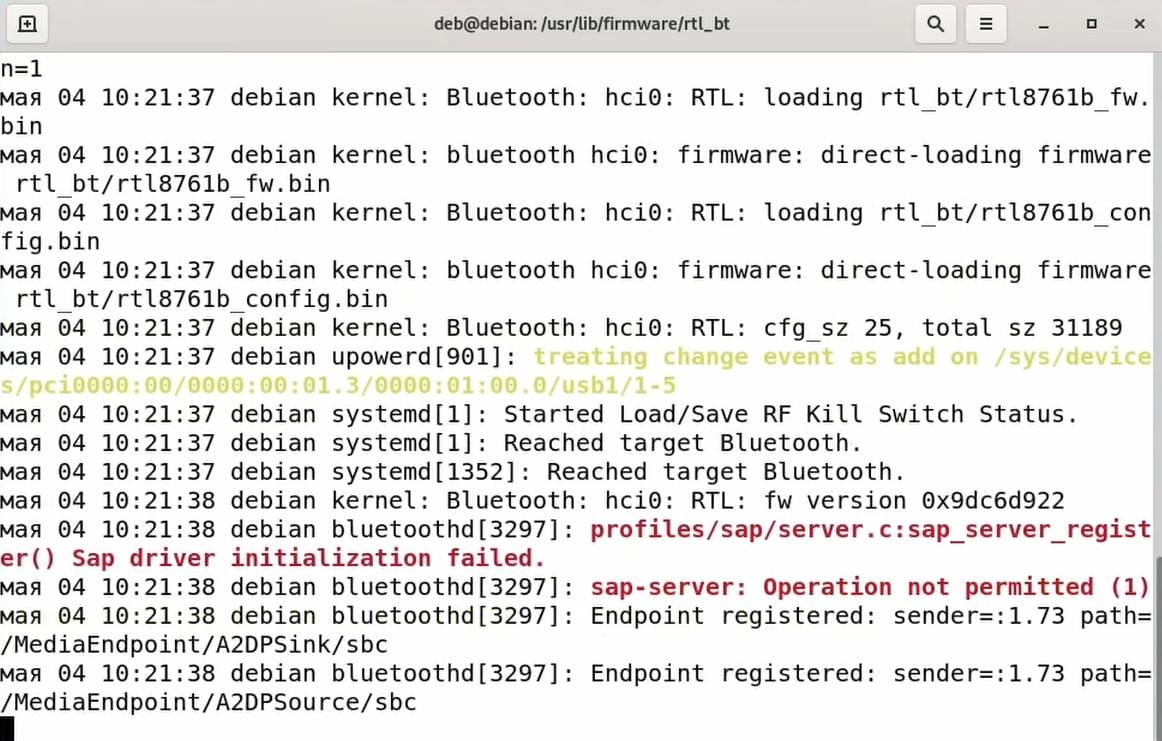 deb@debian: /usr/lib/firmware/rtl_bt
n=1
мая 04 10:21:37 debian kernel: Bluetooth: hci0: RTL: loading rtl_bt/rtl8761b_fw.
bin
мая 04 10:21:37 debian kernel: bluetooth hci0: firmware: direct-loading firmware
 rtl_bt/rtl8761b_fw.bin
мая 04 10:21:37 debian kernel: Bluetooth: hci0: RTL: loading rtl_bt/rtl8761b_con
fig.bin
мая 04 10:21:37 debian kernel: bluetooth hci0: firmware: direct-loading firmware
 rtl_bt/rtl8761b_config.bin
мая 04 10:21:37 debian kernel: Bluetooth: hci0: RTL: cfg_sz 25, total sz 31189
мая 04 10:21:37 debian upowerd[901]: treating change event as add on /sys/device
s/pci0000:00/0000:00:01.3/0000:01:00.0/usb1/1-5
мая 04 10:21:37 debian systemd[1]: Started Load/Save RF Kill Switch Status.
мая 04 10:21:37 debian systemd[1]: Reached target Bluetooth.
мая 04 10:21:37 debian systemd[1352]: Reached target Bluetooth.
мая 04 10:21:38 debian kernel: Bluetooth: hci0: RTL: fw version 0x9dc6d922
мая 04 10:21:38 debian bluetoothd[3297]: profiles/sap/server.c:sap_server_regist
er() Sap driver initialization failed.
мая 04 10:21:38 debian bluetoothd[3297]: sap-server: Operation not permitted (1)
мая 04 10:21:38 debian bluetoothd[3297]: Endpoint registered: sender=:1.73 path=
/MediaEndpoint/A2DPSink/sbc
мая 04 10:21:38 debian bluetoothd[3297]: Endpoint registered: sender=:1.73 path=
/MediaEndpoint/A2DPSource/sbc